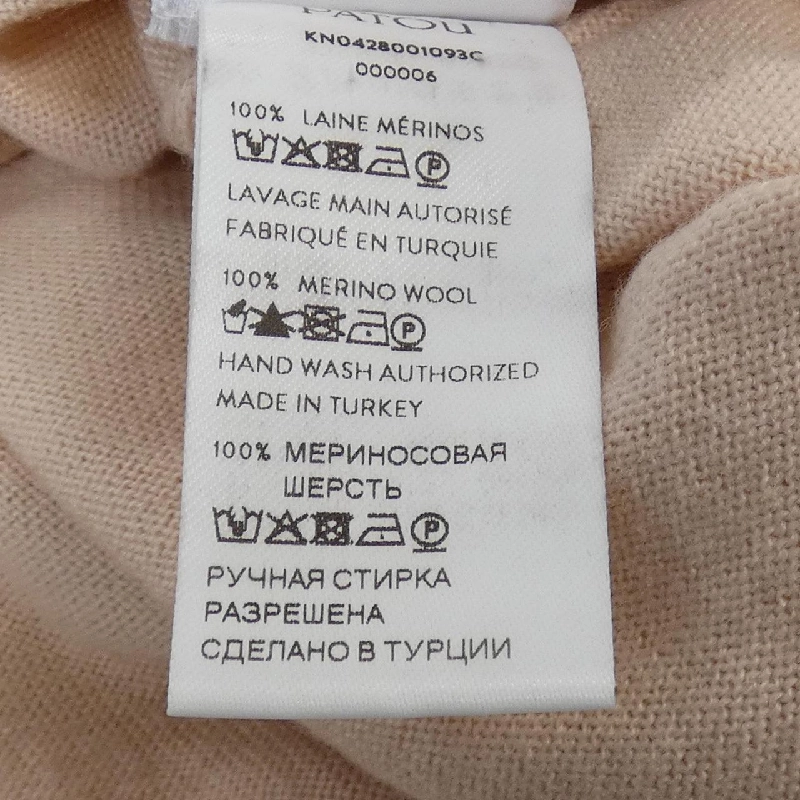 PATOU
KN0428001093C
000006
100% LAINE MÉRINOS
P
LAVAGE MAIN AUTORISÉ
FABRIQUÉ EN TURQUIE
100% MERINO WOOL
P
HAND WASH AUTHORIZED
MADE IN TURKEY
100% МЕРИНОСОВАЯ
ШЕРСТЬ
P
РУЧНАЯ СТИРКА
РАЗРЕШЕНА
СДЕЛАНО В ТУРЦИИ